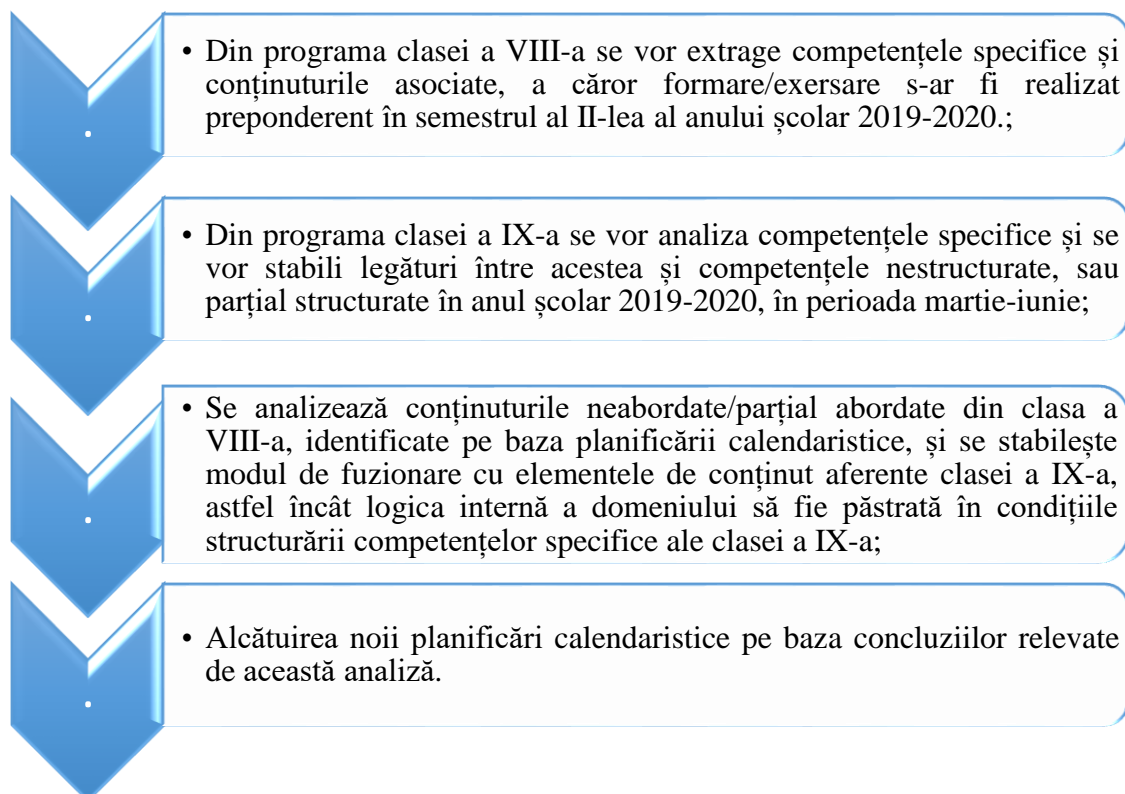 • Din programa clasei a VIII-a se vor extrage competențele specifice și
conținuturile asociate, a căror formare/exersare s-ar fi realizat
preponderent în semestrul al II-lea al anului școlar 2019-2020.;
• Din programa clasei a IX-a se vor analiza competențele specifice și se
vor stabili legături între acestea și competențele nestructurate, sau
parțial structurate în anul școlar 2019-2020, în perioada martie-iunie;
• Se analizează conținuturile neabordate/parțial abordate din clasa a
VIII-a, identificate pe baza planificării calendaristice, și se stabilește
modul de fuzionare cu elementele de conținut aferente clasei a IX-a,
astfel încât logica internă a domeniului să fie păstrată în condițiile
structurării competențelor specifice ale clasei a IX-a;
• Alcătuirea noii planificări calendaristice pe baza concluziilor relevate
de această analiză.